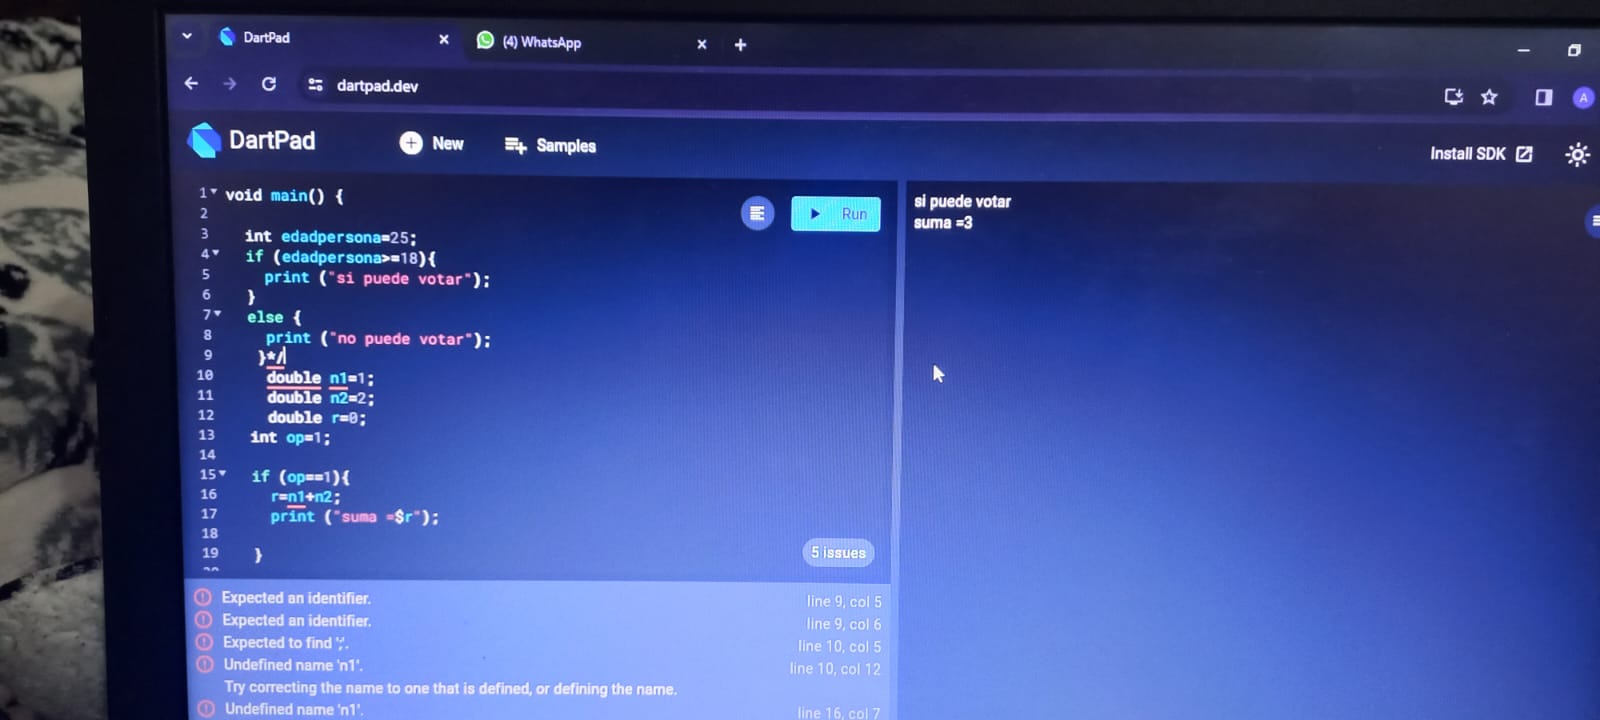 DartPad
(4) WhatsApp
dartpad.dev
A
DartPad
New
Samples
Install SDK
1 void main() {
2
3 int edadpersona=25;
4 if (edadpersona>=18){
5 print ("si puede votar");
6 }
7 else {
8 print ("no puede votar");
9 }*/
10 double n1=1;
11 double n2=2;
12 double r=0;
13 int op=1;
14
15 if (op==1){
16 r=n1+n2;
17 print ("suma =$r");
18
19 }
Run
5 issues
si puede votar
suma =3
Expected an identifier. line 9, col 5
Expected an identifier. line 9, col 6
Expected to find ';'. line 10, col 5
Undefined name 'n1'. line 10, col 12
Try correcting the name to one that is defined, or defining the name.
Undefined name 'n1'. line 16, col 7